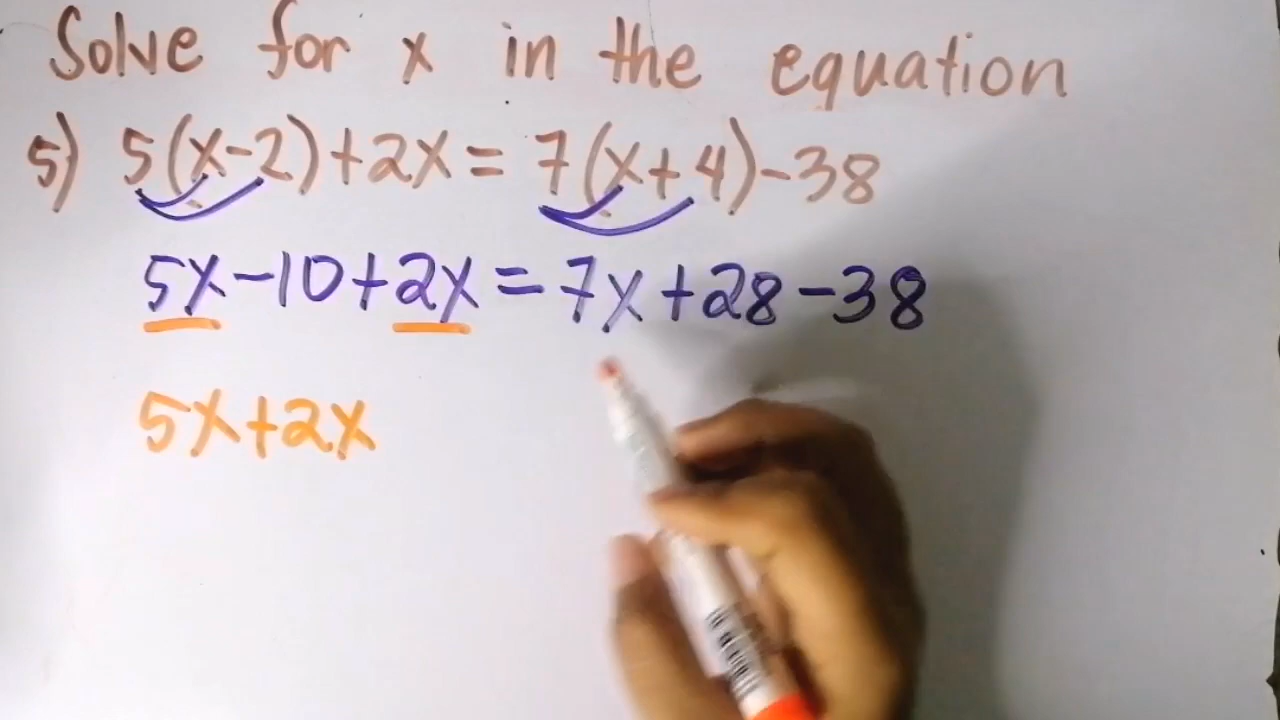 Solve for x in the equation
5) 5(x-2)+2x=7(x+4)-38
5x-10+2x=7x+28-38
5x+2x